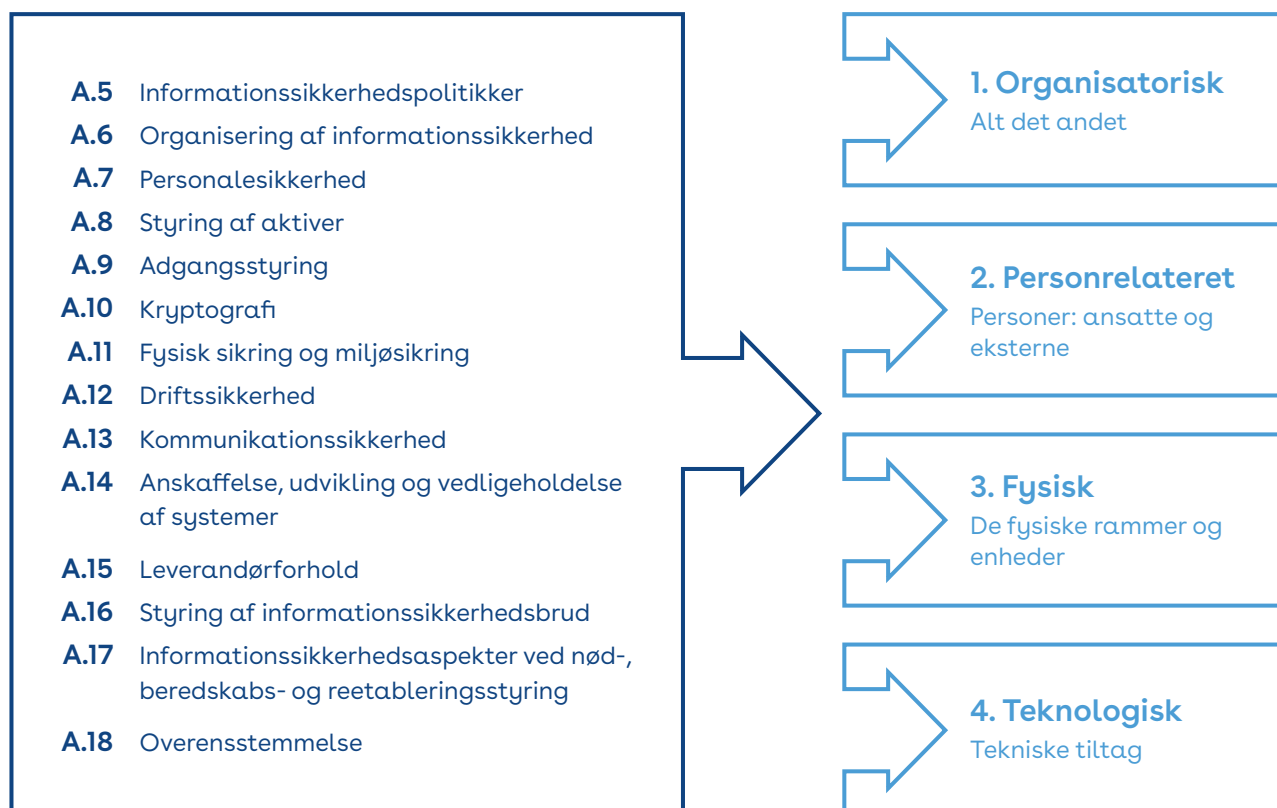 A.5 Informationssikkerhedspolitikker
A.6 Organisering af informationssikkerhed
A.7 Personalesikkerhed
A.8 Styring af aktiver
A.9 Adgangsstyring
A.10 Kryptografi
A.11 Fysisk sikring og miljøsikring
A.12 Driftssikkerhed
A.13 Kommunikationssikkerhed
A.14 Anskaffelse, udvikling og vedligeholdelse
af systemer
A.15 Leverandørforhold
A.16 Styring af informationssikkerhedsbrud
A.17 Informationssikkerhedsaspekter ved nød-,
beredskabs- og reetableringsstyring
A.18 Overensstemmelse
1. Organisatorisk
Alt det andet
2. Personrelateret
Personer: ansatte og
eksterne
3. Fysisk
De fysiske rammer og
enheder
4. Teknologisk
Tekniske tiltag